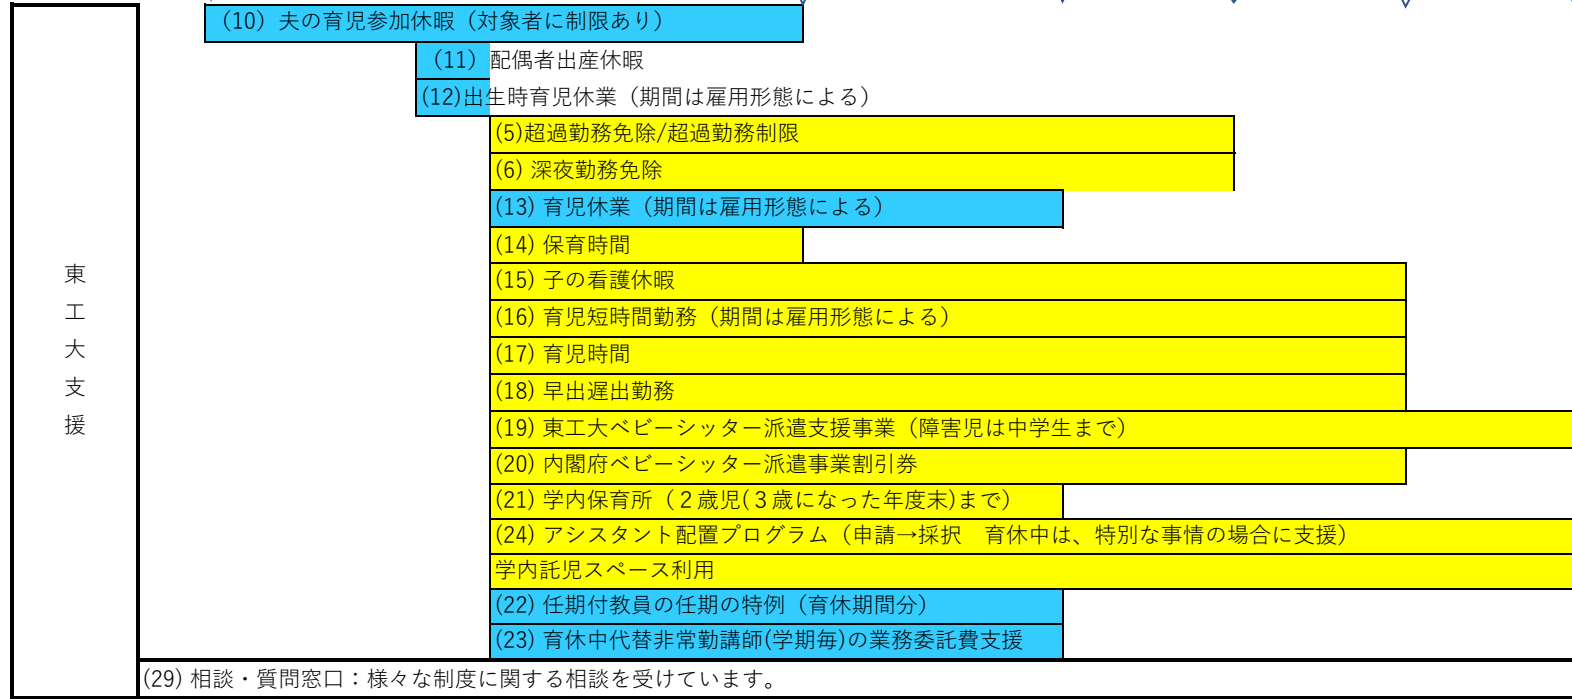 (10) 夫の育児参加休暇（対象者に制限あり）
(11) 配偶者出産休暇
(12)出生時育児休業（期間は雇用形態による）
(5)超過勤務免除/超過勤務制限
(6) 深夜勤務免除
(13) 育児休業（期間は雇用形態による）
(14) 保育時間
(15) 子の看護休暇
(16) 育児短時間勤務（期間は雇用形態による）
(17) 育児時間
(18) 早出遅出勤務
(19) 東工大ベビーシッター派遣支援事業（障害児は中学生まで）
(20) 内閣府ベビーシッター派遣事業割引券
(21) 学内保育所（２歳児(３歳になった年度末)まで）
(24) アシスタント配置プログラム（申請→採択　育休中は、特別な事情の場合に支援）
学内託児スペース利用
(22) 任期付教員の任期の特例（育休期間分）
(23) 育休中代替非常勤講師(学期毎)の業務委託費支援
(29) 相談・質問窓口：様々な制度に関する相談を受けています。
東工大支援